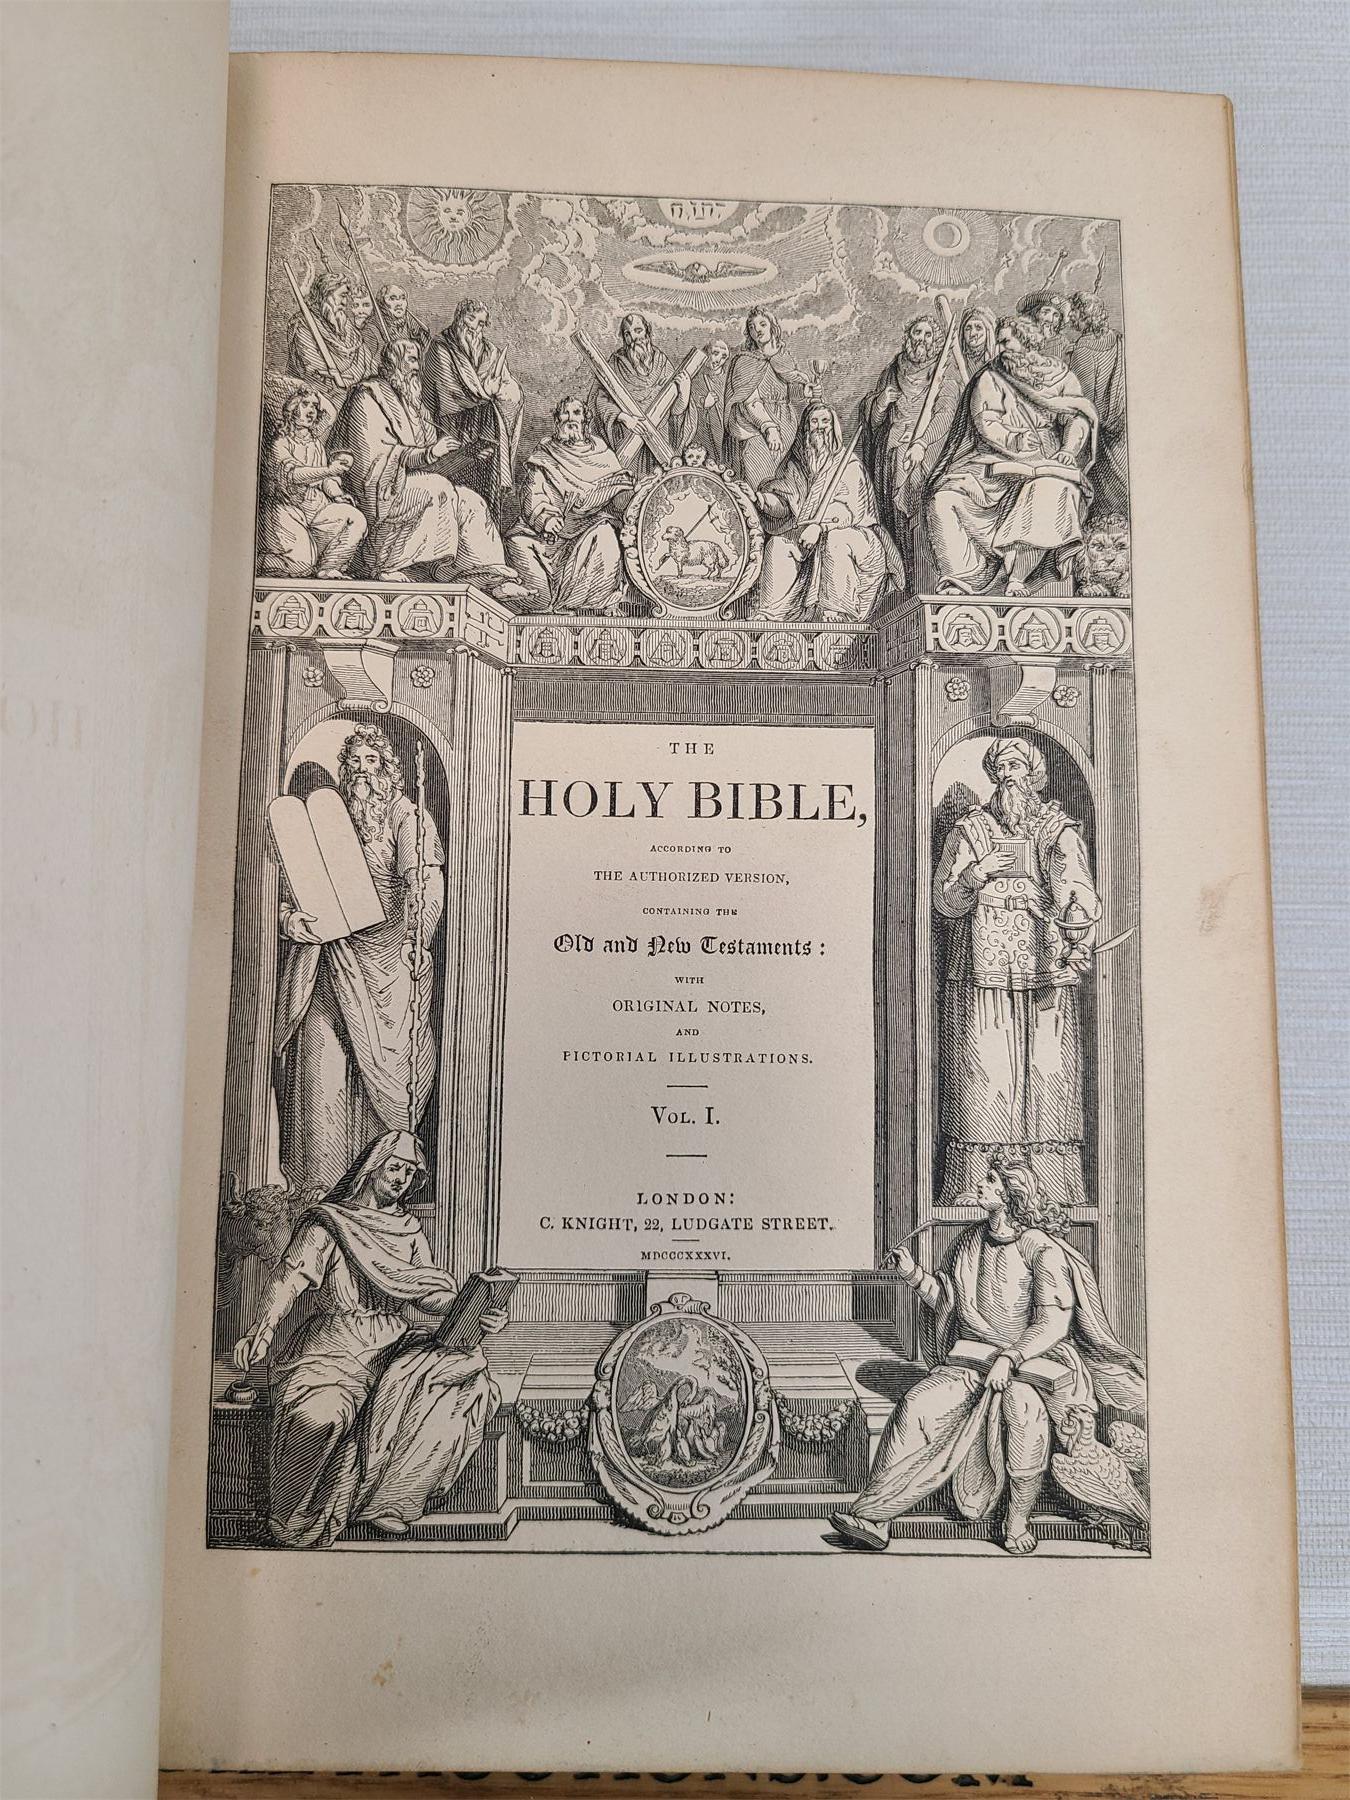 THE
HOLY BIBLE,
ACCORDING TO
THE AUTHORIZED VERSION,
CONTAINING THE
Old and New Testaments:
WITH
ORIGINAL NOTES,
AND
PICTORIAL ILLUSTRATIONS.
VOL. I.
LONDON:
C. KNIGHT, 22, LUDGATE STREET.
MDCCCXXXVI.